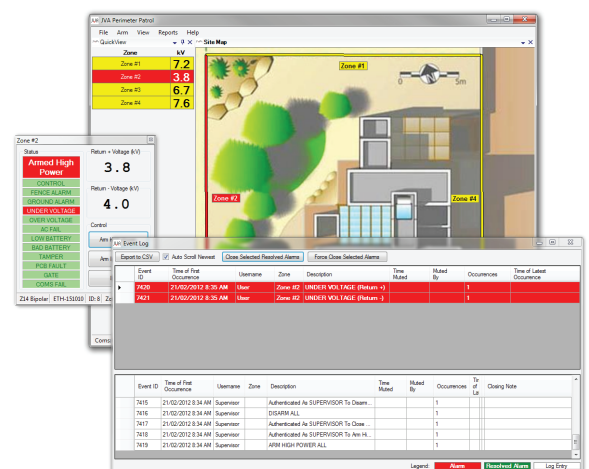 JVA Perimeter Patrol
File Arm View Reports Help
QuickView
Site Map
Zone kV
Zone #1 7.2
Zone #2 3.8
Zone #3 6.7
Zone #4 7.6
Zone #1
0 5m
Zone #2
Zone #4
Zone #2
Status
Armed High Power
CONTROL
FENCE ALARM
GROUND ALARM
UNDER VOLTAGE
OVER VOLTAGE
AC FAIL
LOW BATTERY
BAD BATTERY
TAMPER
PCB FAULT
GATE
COMS FAIL
Return + Voltage (kV)
3.8
Return - Voltage (kV)
4.0
Control
Z14 Bipolar ETH-151010 ID: 8
Event Log
Export to CSV Auto Scroll Newest Close Selected Resolved Alarms Force Close Selected Alarms
Event ID Time of First Occurrence Username Zone Description Time Muted Muted By Occurrences Time of Latest Occurrence
7420 21/02/2012 8:35 AM User Zone #2 UNDER VOLTAGE (Return +) 1
7421 21/02/2012 8:35 AM User Zone #2 UNDER VOLTAGE (Return -) 1
Event ID Time of First Occurrence Username Zone Description Time Muted Muted By Occurrences Closing Note
7415 21/02/2012 8:34 AM Supervisor Authenticated As SUPERVISOR To Disarm... 1
7416 21/02/2012 8:34 AM Supervisor DISARM ALL 1
7417 21/02/2012 8:34 AM Supervisor Authenticated As SUPERVISOR To Close ... 1
7418 21/02/2012 8:34 AM Supervisor Authenticated As SUPERVISOR To Arm Hi... 1
7419 21/02/2012 8:34 AM Supervisor ARM HIGH POWER ALL 1
Legend: Alarm Resolved Alarm Log Entry